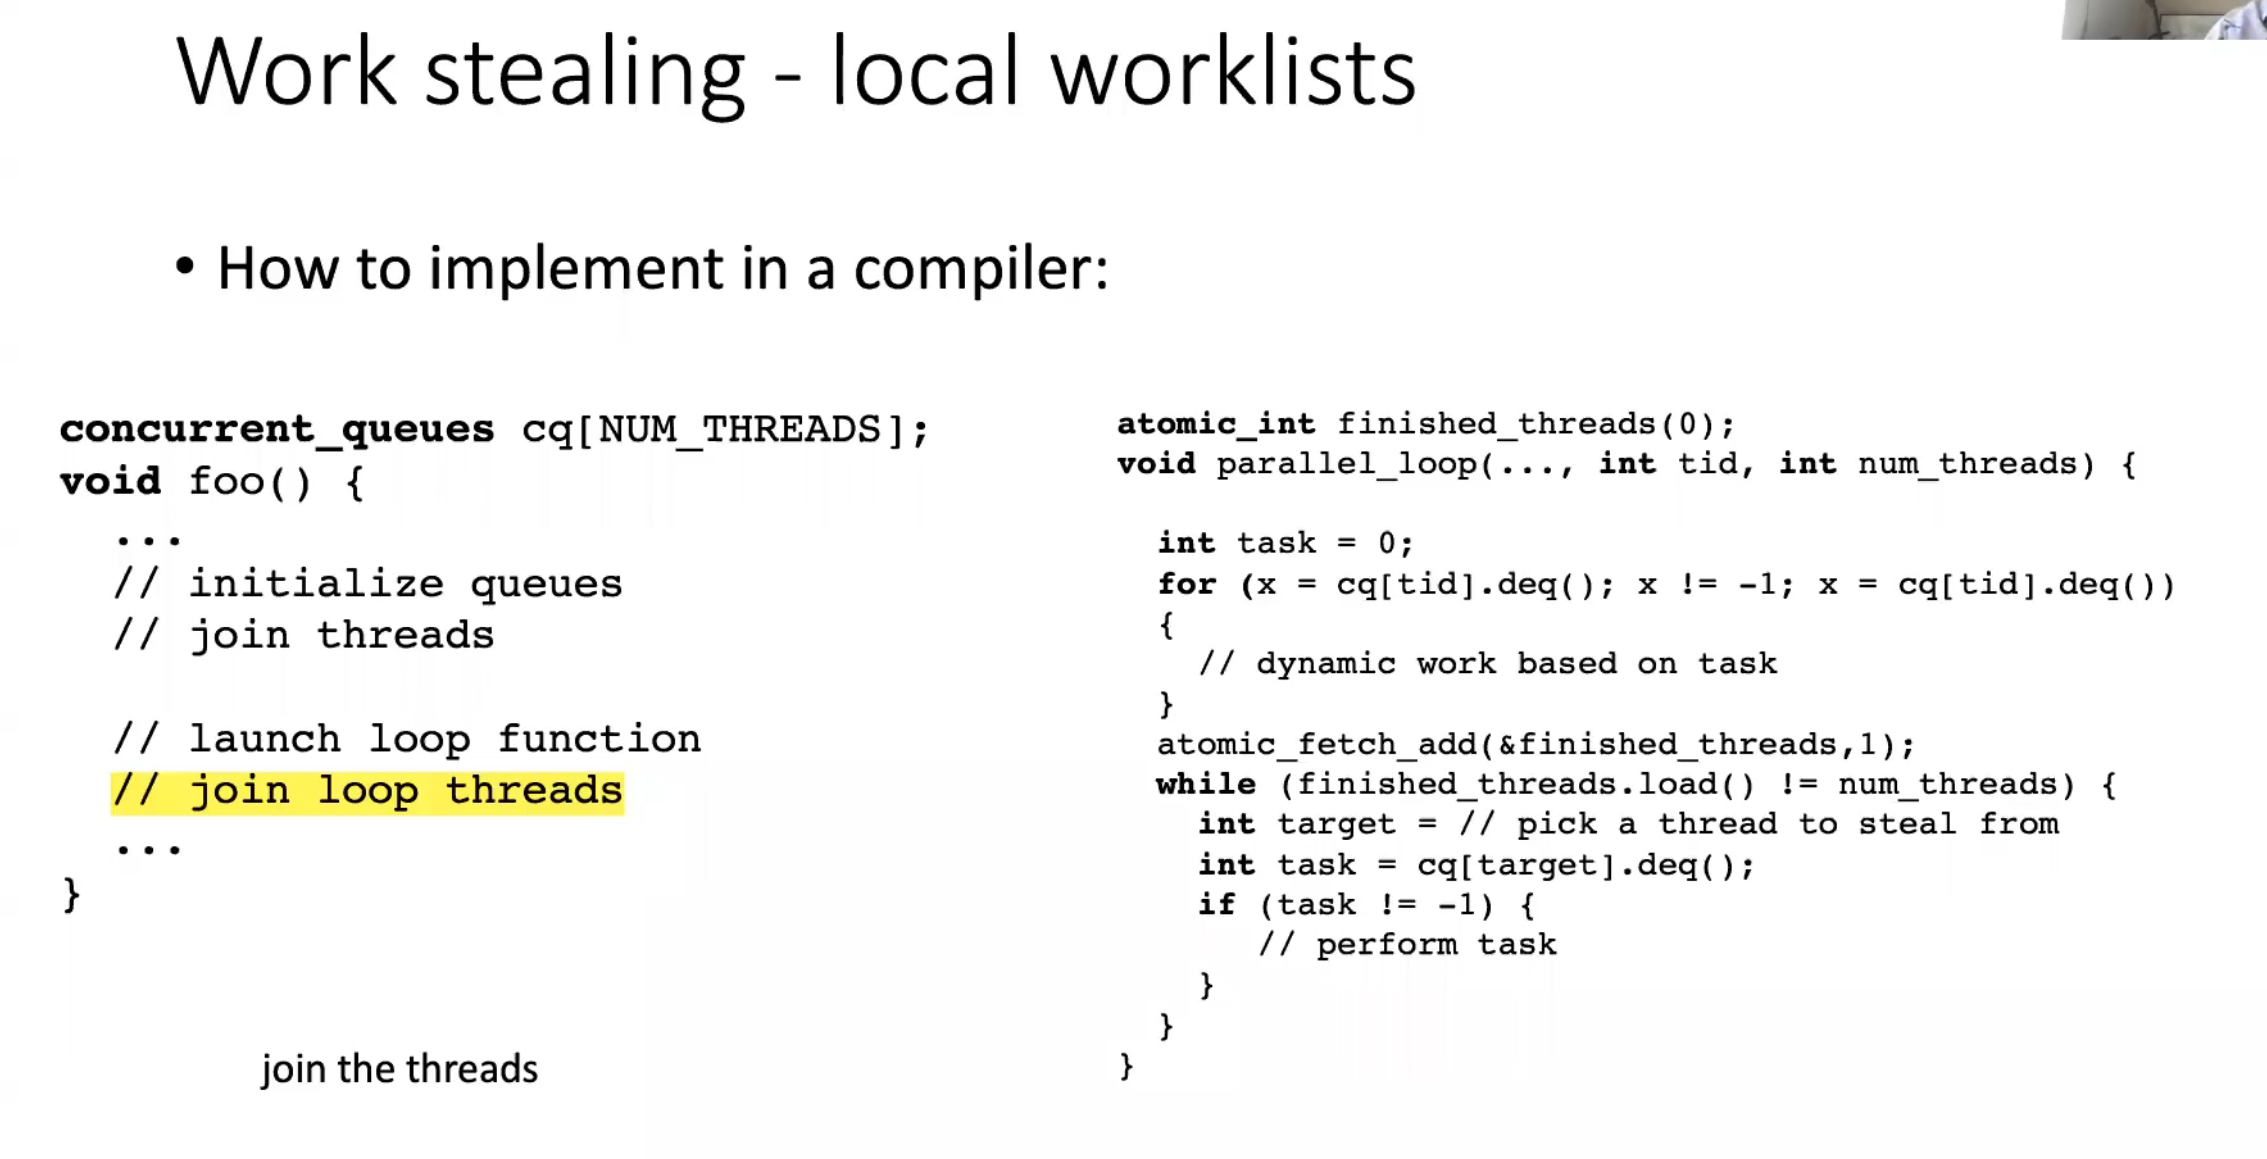 Work stealing - local worklists
• How to implement in a compiler:
concurrent_queues cq[NUM_THREADS];
void foo() {
...
// initialize queues
// join threads
// launch loop function
// join loop threads
...
}
join the threads
atomic_int finished_threads(0);
void parallel_loop(..., int tid, int num_threads) {
int task = 0;
for (x = cq[tid].deq(); x != -1; x = cq[tid].deq())
{
// dynamic work based on task
}
atomic_fetch_add(&finished_threads,1);
while (finished_threads.load() != num_threads) {
int target = // pick a thread to steal from
int task = cq[target].deq();
if (task != -1) {
// perform task
}
}
}